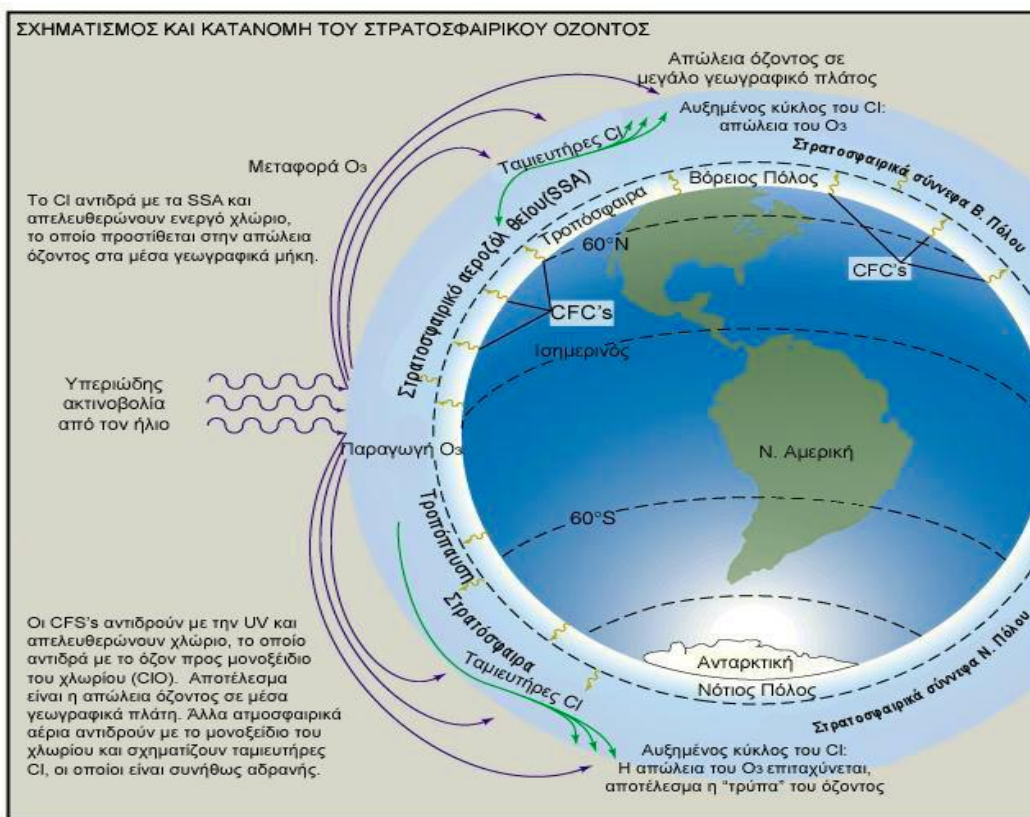 ΣΧΗΜΑΤΙΣΜΟΣ ΚΑΙ ΚΑΤΑΝΟΜΗ ΤΟΥ ΣΤΡΑΤΟΣΦΑΙΡΙΚΟΥ ΟΖΟΝΤΟΣ
Απώλεια όζοντος σε
μεγάλο γεωγραφικό πλάτος
Αυξημένος κύκλος του Cl:
απώλεια του O₃
Ταμιευτήρες Cl
Μεταφορά O₃
Στρατοσφαιρικά σύννεφα Β. Πόλου
Βόρειος Πόλος
Τροπόσφαιρα
Το Cl αντιδρά με τα SSA και
απελευθερώνουν ενεργό χλώριο,
το οποίο προστίθεται στην απώλεια
όζοντος στα μέσα γεωγραφικά μήκη.
Στρατοσφαιρικό αεροζόλ θείου(SSA)
60°N
CFC's
CFC's
Ισημερινός
Υπεριώδης
ακτινοβολία
από τον ήλιο
Παραγωγή O₃
Ν. Αμερική
60°S
Τροπόπαυση
Στρατόσφαιρα
Ταμιευτήρες Cl
Οι CFS's αντιδρούν με την UV και
απελευθερώνουν χλώριο, το οποίο
αντιδρά με το όζον προς μονοξέιδιο
του χλωρίου (ClO). Αποτέλεσμα
είναι η απώλεια όζοντος σε μέσα
γεωγραφικά πλάτη. Άλλα ατμοσφαιρικά
αέρια αντιδρούν με το μονοξείδιο του
χλωρίου και σχηματίζουν ταμιευτήρες
Cl, οι οποίοι είναι συνήθως αδρανής.
Ανταρκτική
Νότιος Πόλος
Στρατοσφαιρικά σύννεφα Ν. Πόλου
Αυξημένος κύκλος του Cl:
Η απώλεια του O₃ επιταχύνεται,
αποτέλεσμα η "τρύπα" του όζοντος